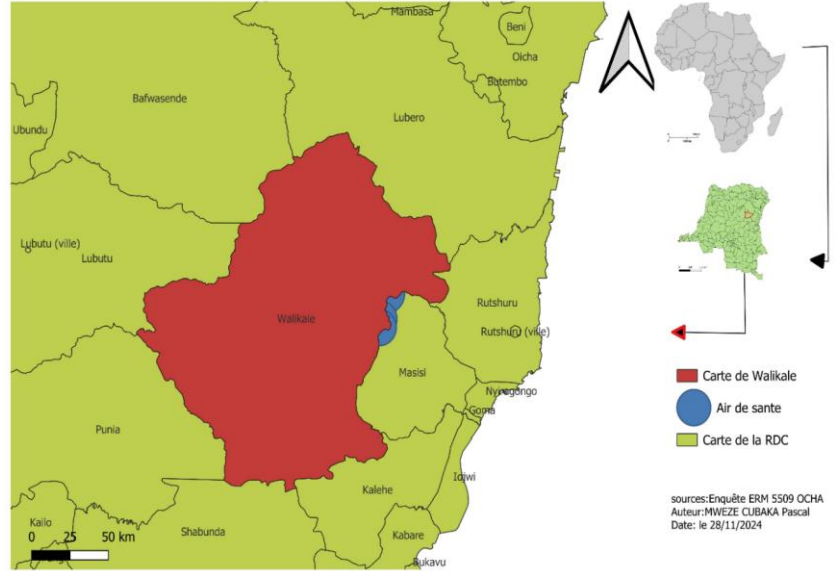 Mambasa
Beni
Oicha
Butembo
Bafwasende
Lubero
Ubundu
Lubutu (ville)
Lubutu
Rutshuru
Walikale
Rutshuru (ville)
Masisi
Nyiragongo
Goma
Punia
Kalehe
Idjwi
Kailo
Shabunda
Kabare
Bukavu
0 25 50 km
Carte de Walikale
Air de sante
Carte de la RDC
sources:Enquête ERM 5509 OCHA
Auteur:MWEZE CUBAKA Pascal
Date: le 28/11/2024